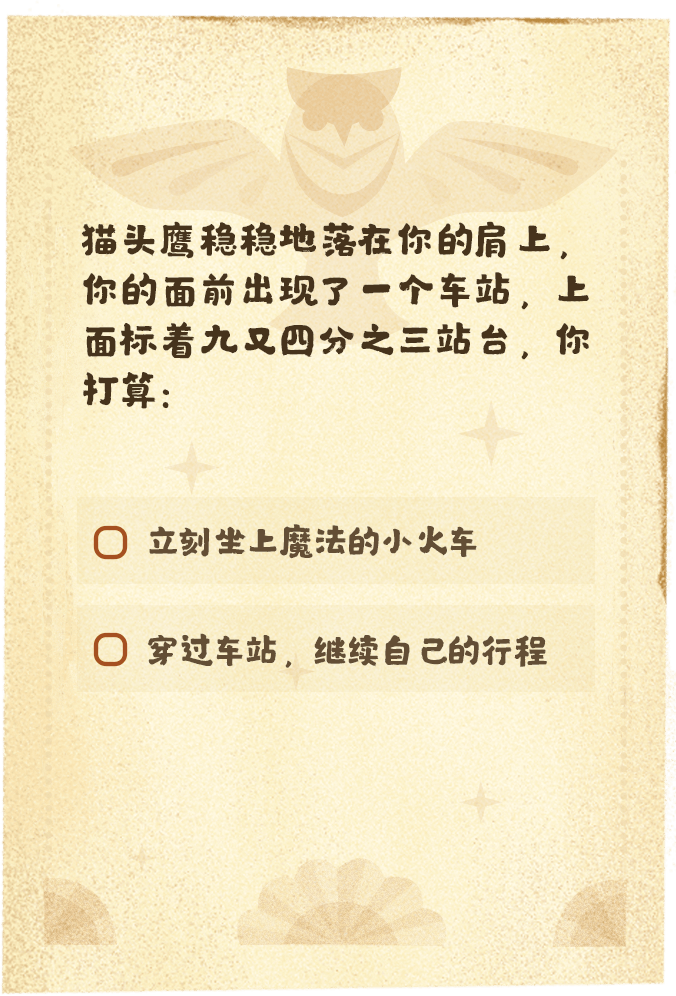 猫头鹰稳稳地落在你的肩上，
你的面前出现了一个车站，上
面标着九又四分之三站台，你
打算：
立刻坐上魔法的小火车
穿过车站，继续自己的行程